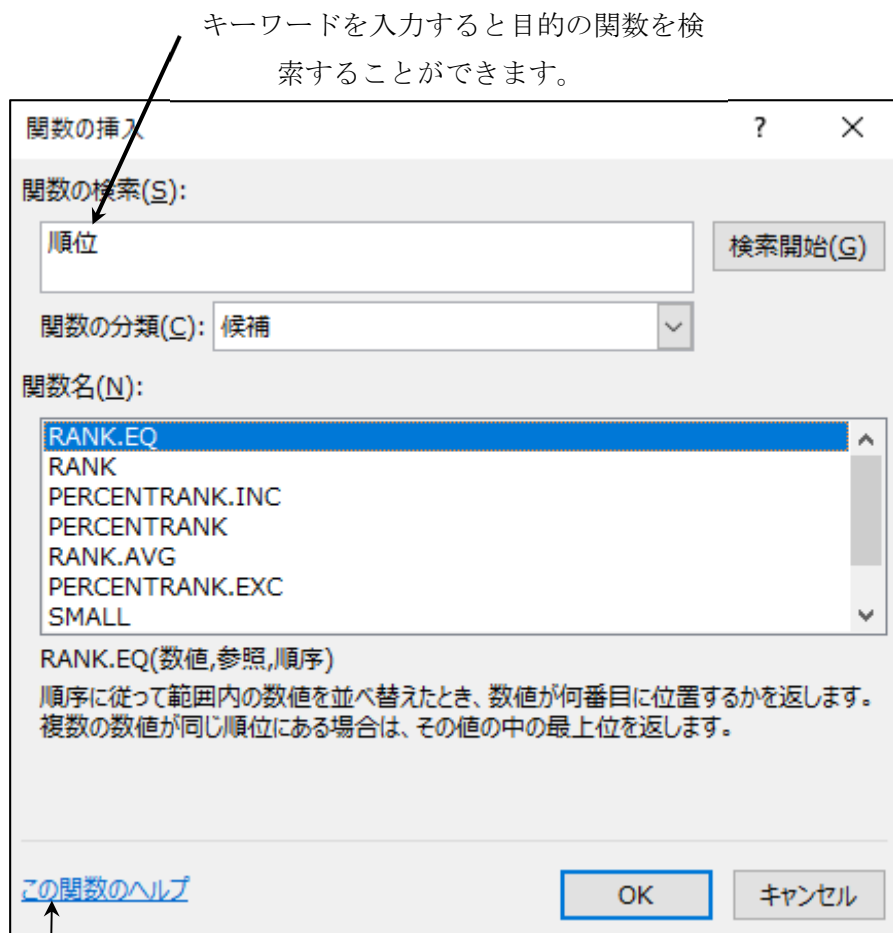 キーワードを入力すると目的の関数を検
索することができます。
関数の挿入 ? ×
関数の検索(S):
順位
検索開始(G)
関数の分類(C): 候補
関数名(N):
RANK.EQ
RANK
PERCENTRANK.INC
PERCENTRANK
RANK.AVG
PERCENTRANK.EXC
SMALL
RANK.EQ(数値,参照,順序)
順序に従って範囲内の数値を並べ替えたとき、数値が何番目に位置するかを返します。
複数の数値が同じ順位にある場合は、その値の中の最上位を返します。
この関数のヘルプ
OK キャンセル